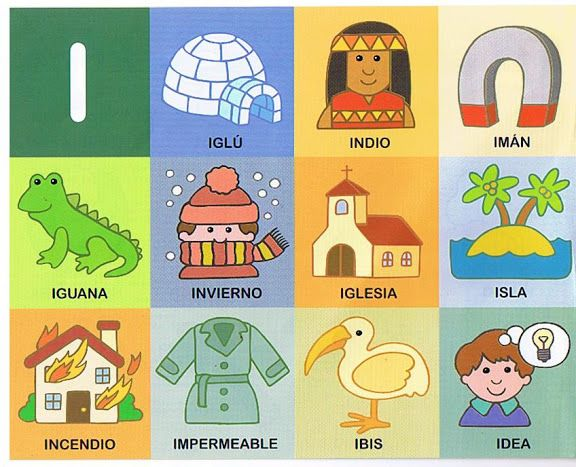 I
IGLÚ
INDIO
IMÁN
IGUANA
INVIERNO
IGLESIA
ISLA
INCENDIO
IMPERMEABLE
IBIS
IDEA